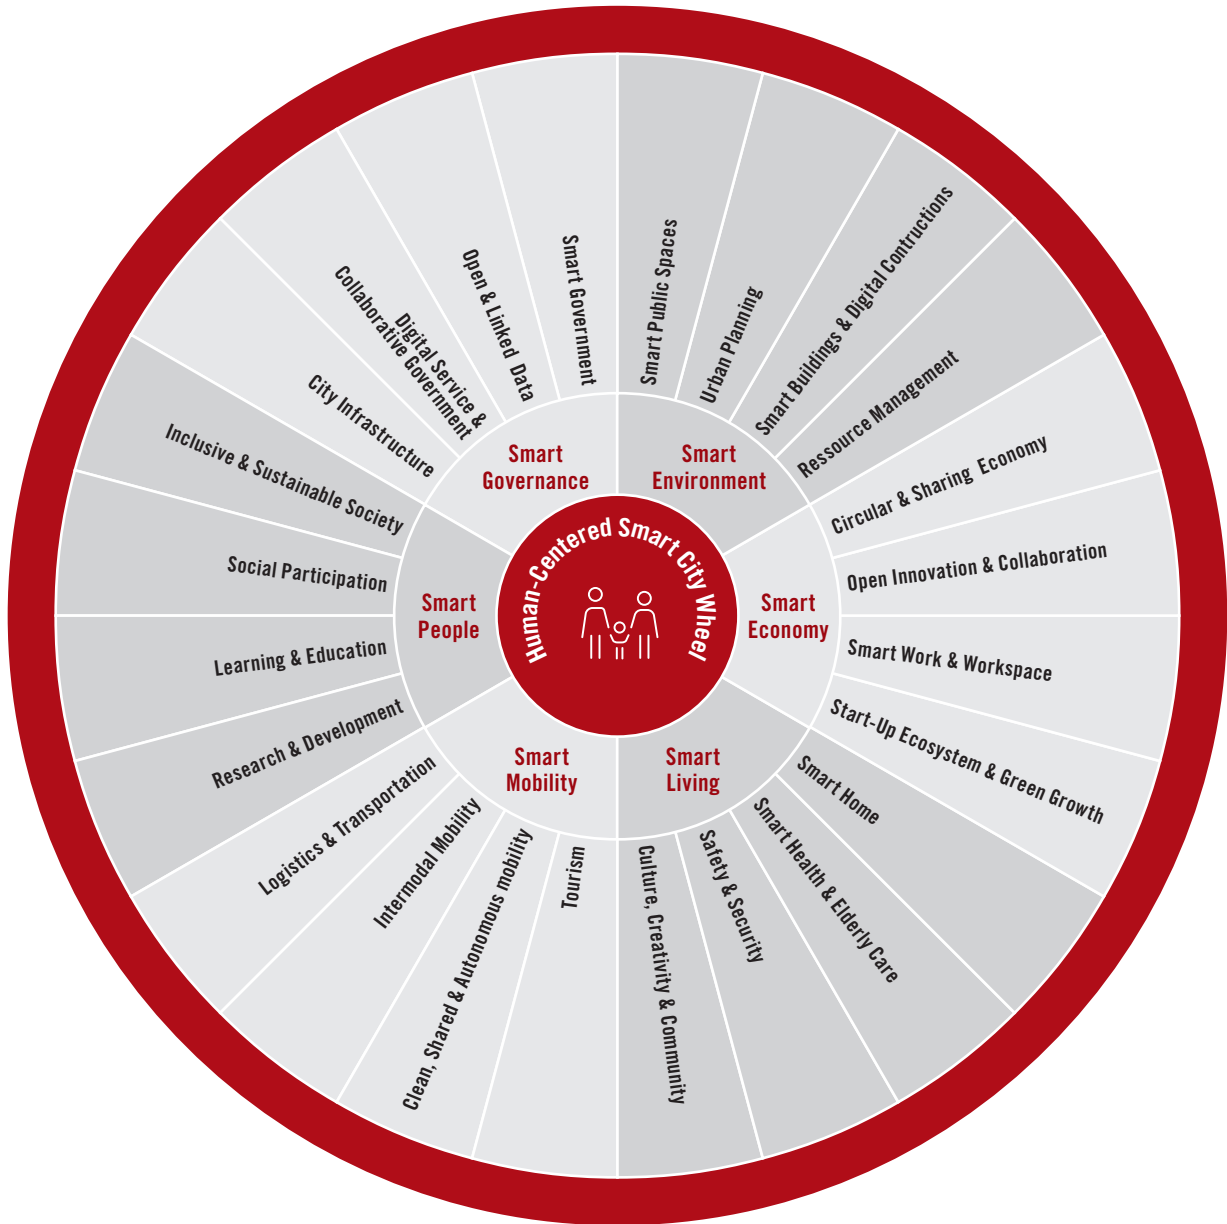 Human-Centered Smart City Wheel
Smart
Environment
Smart Public Spaces
Urban Planning
Smart Buildings & Digital Contructions
Ressource Management
Smart
Economy
Circular & Sharing Economy
Open Innovation & Collaboration
Smart Work & Workspace
Start-Up Ecosystem & Green Growth
Smart
Living
Smart Home
Smart Health & Elderly Care
Safety & Security
Culture, Creativity & Community
Smart
Mobility
Tourism
Clean, Shared & Autonomous mobility
Intermodal Mobility
Logistics & Transportation
Smart
People
Research & Development
Learning & Education
Social Participation
Inclusive & Sustainable Society
Smart
Governance
City Infrastructure
Digital Service &
Collaborative Government
Open & Linked Data
Smart Government